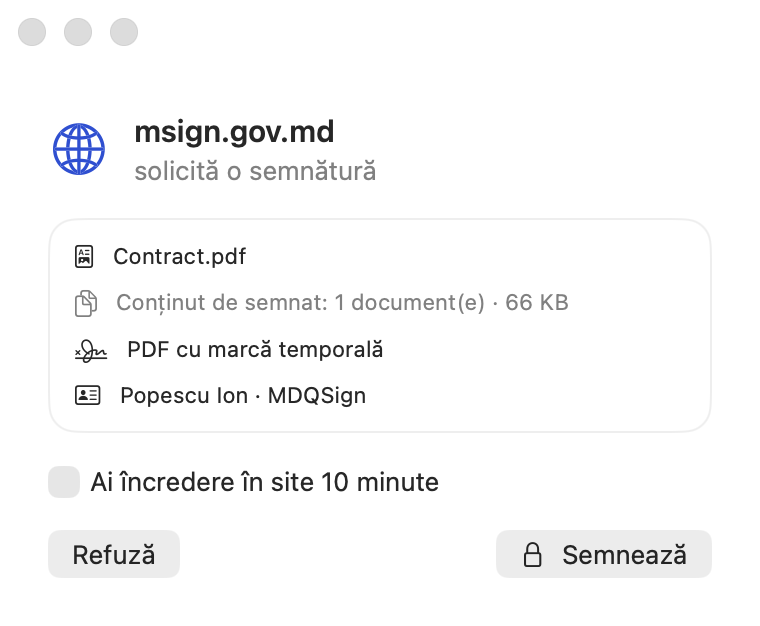 msign.gov.md
solicită o semnătură
Contract.pdf
Conținut de semnat: 1 document(e) · 66 KB
PDF cu marcă temporală
Popescu Ion · MDQSign
Ai încredere în site 10 minute
Refuză
Semnează